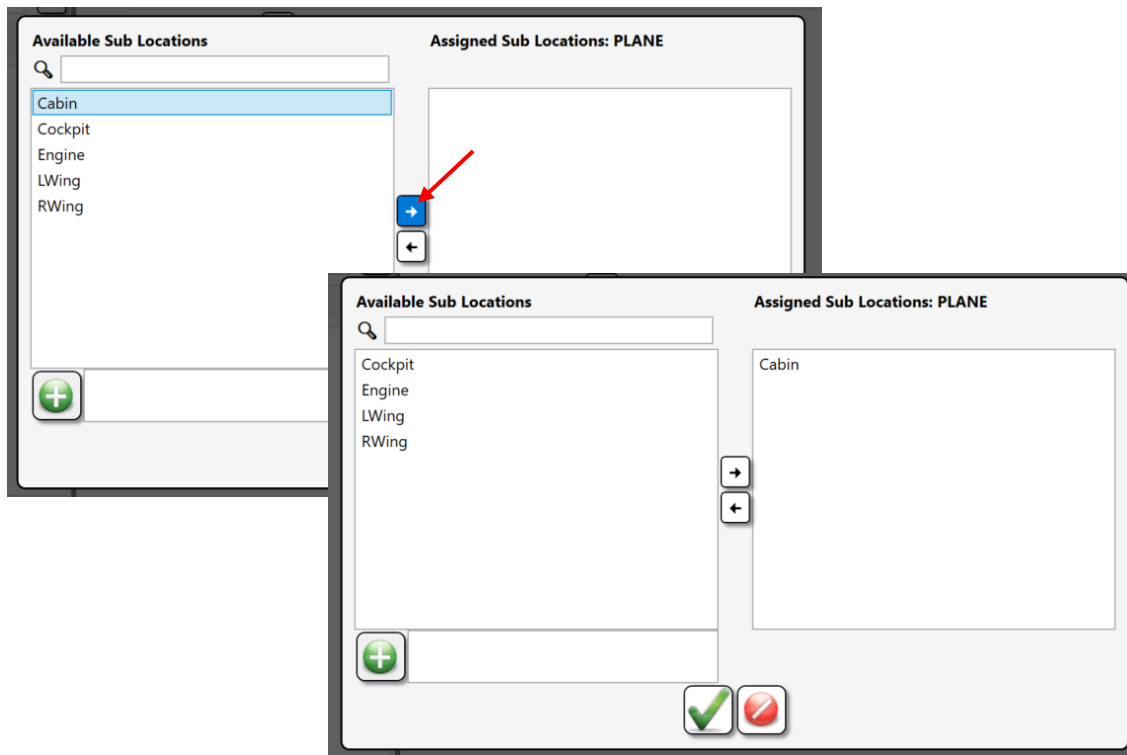 Available Sub Locations
Assigned Sub Locations: PLANE
Cabin
Cockpit
Engine
LWing
RWing
Available Sub Locations
Assigned Sub Locations: PLANE
Cockpit
Engine
LWing
RWing
Cabin